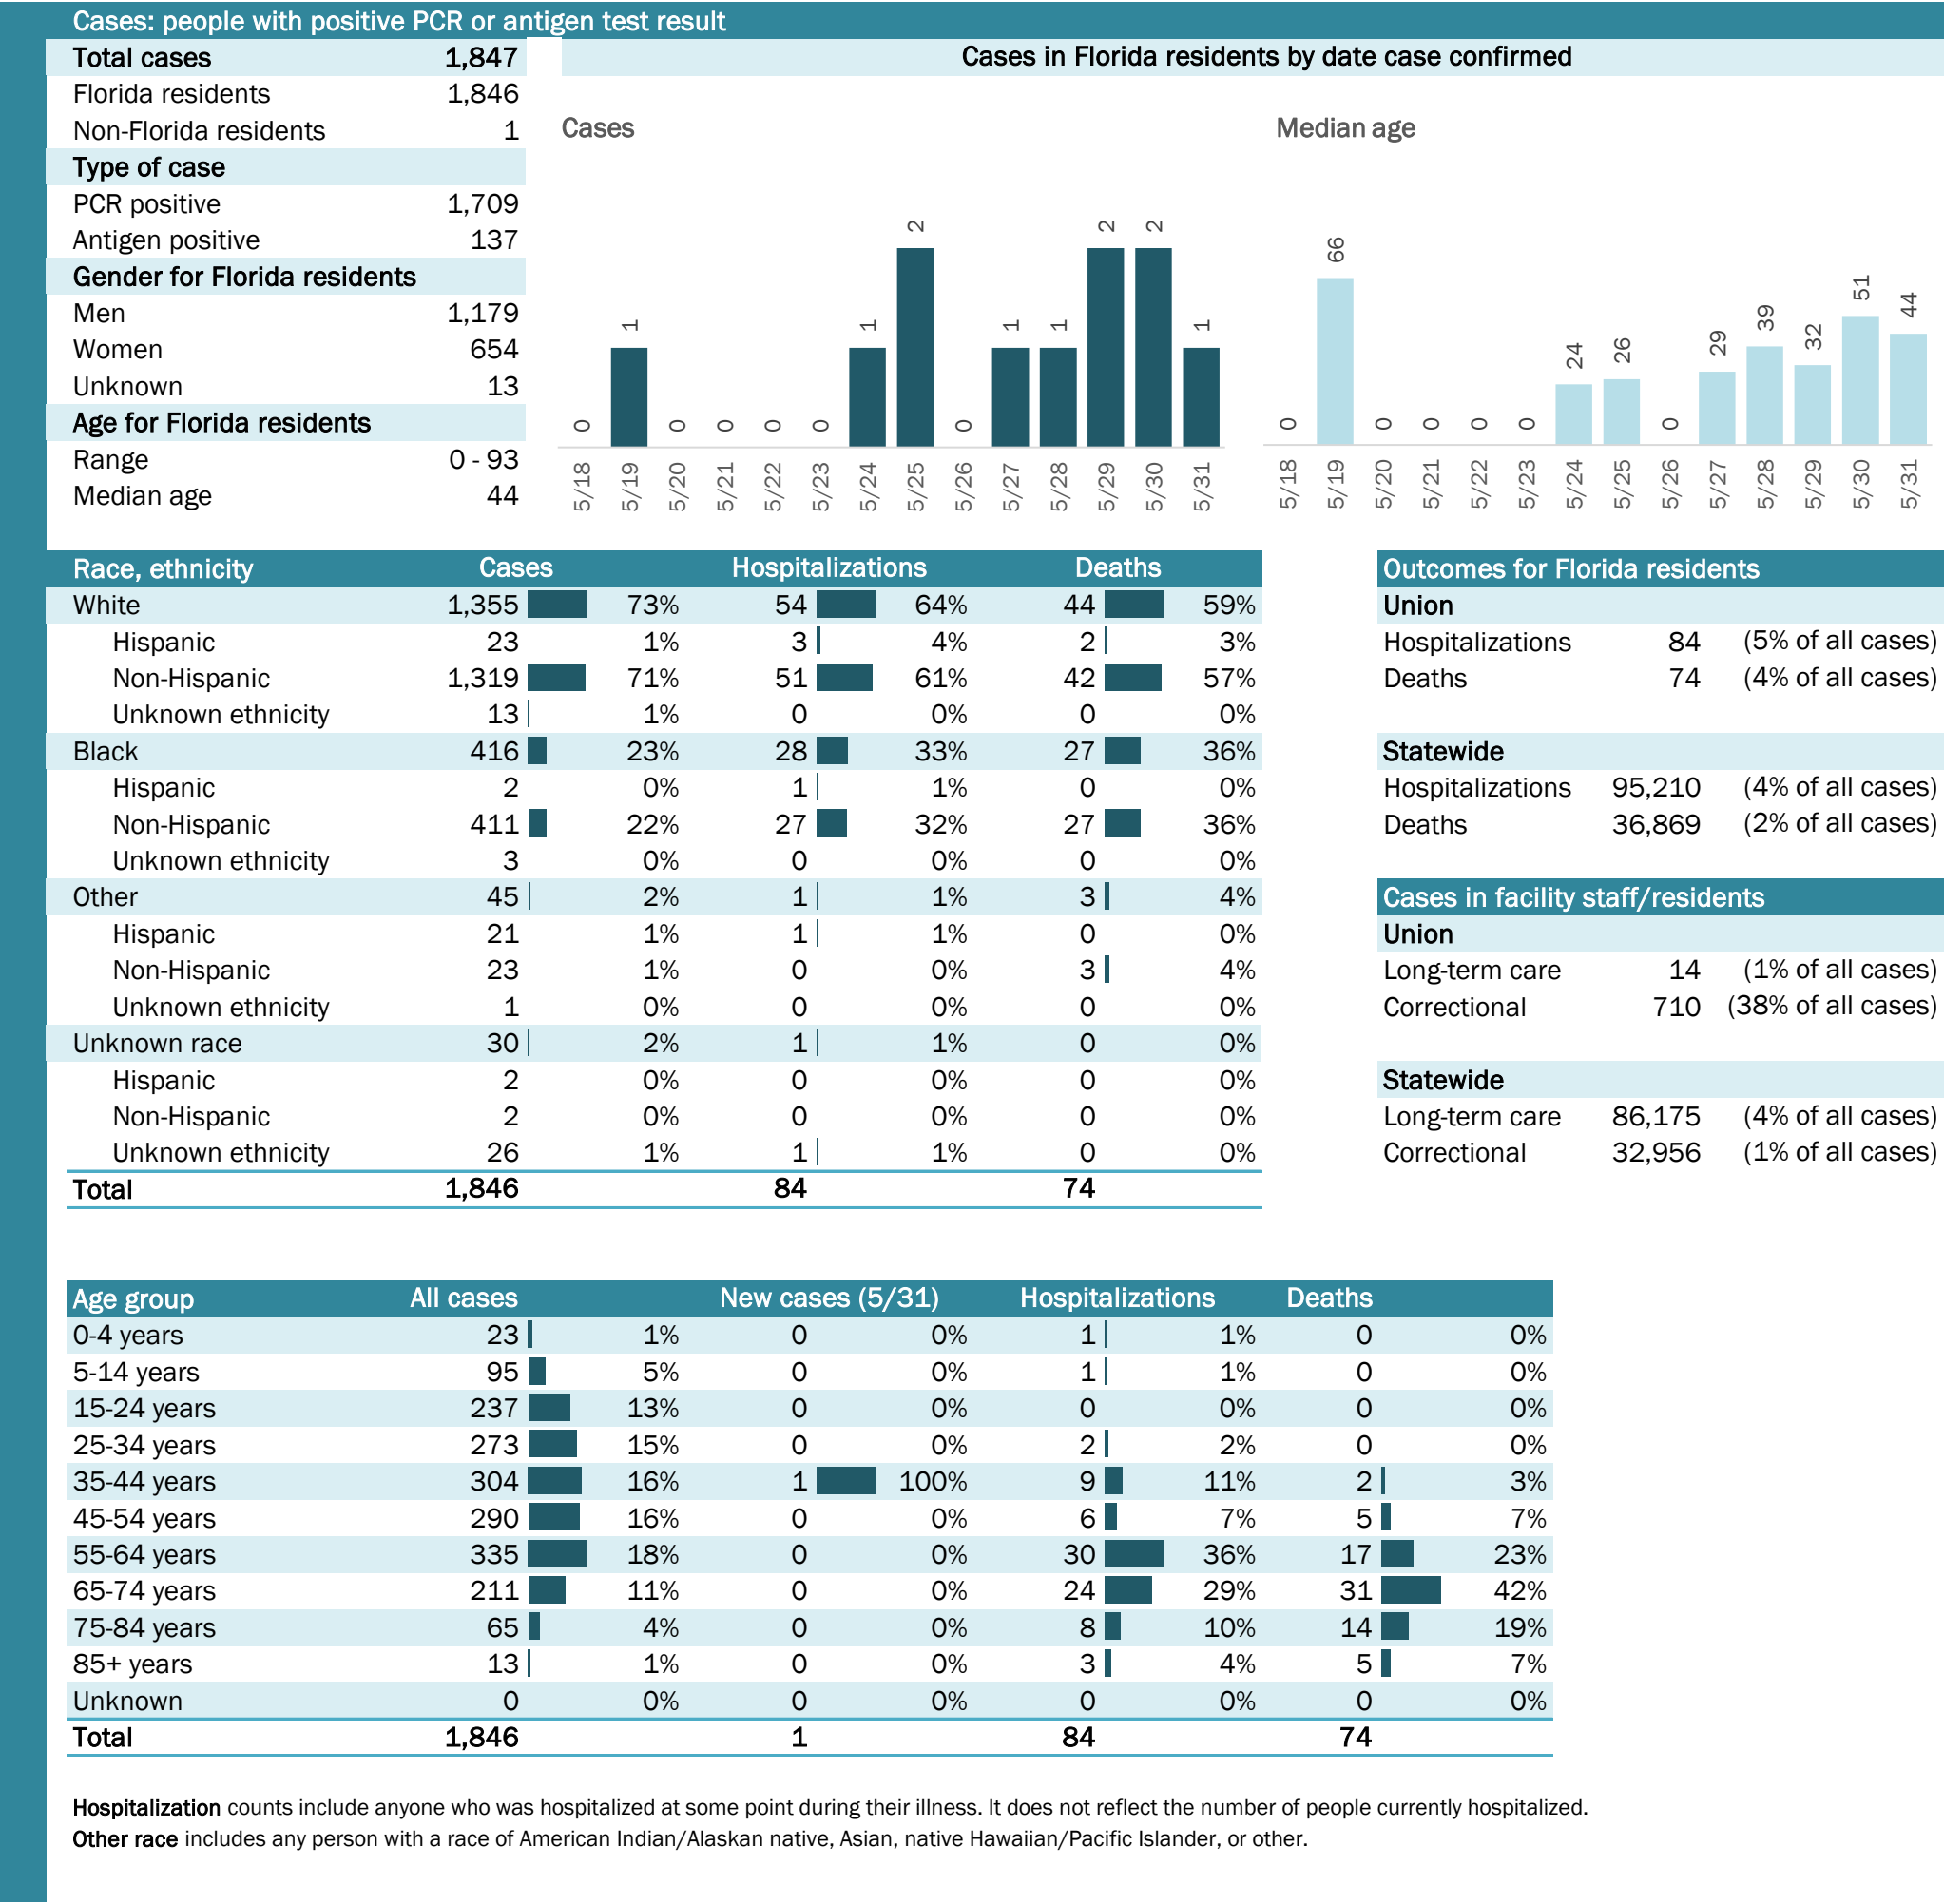 Cases: people with positive PCR or antigen test result
Total cases 1,847
Florida residents 1,846
Non-Florida residents 1
Type of case
PCR positive 1,709
Antigen positive 137
Gender for Florida residents
Men 1,179
Women 654
Unknown 13
Age for Florida residents
Range 0 - 93
Median age 44
Cases in Florida residents by date case confirmed
Cases
0 1 0 0 0 0 1 2 0 1 1 2 2 1
5/18 5/19 5/20 5/21 5/22 5/23 5/24 5/25 5/26 5/27 5/28 5/29 5/30 5/31
Median age
0 66 0 0 0 0 24 26 0 29 39 32 51 44
5/18 5/19 5/20 5/21 5/22 5/23 5/24 5/25 5/26 5/27 5/28 5/29 5/30 5/31
Race, ethnicity Cases Hospitalizations Deaths
White 1,355 73% 54 64% 44 59%
Hispanic 23 1% 3 4% 2 3%
Non-Hispanic 1,319 71% 51 61% 42 57%
Unknown ethnicity 13 1% 0 0% 0 0%
Black 416 23% 28 33% 27 36%
Hispanic 2 0% 1 1% 0 0%
Non-Hispanic 411 22% 27 32% 27 36%
Unknown ethnicity 3 0% 0 0% 0 0%
Other 45 2% 1 1% 3 4%
Hispanic 21 1% 1 1% 0 0%
Non-Hispanic 23 1% 0 0% 3 4%
Unknown ethnicity 1 0% 0 0% 0 0%
Unknown race 30 2% 1 1% 0 0%
Hispanic 2 0% 0 0% 0 0%
Non-Hispanic 2 0% 0 0% 0 0%
Unknown ethnicity 26 1% 1 1% 0 0%
Total 1,846 84 74
Outcomes for Florida residents
Union
Hospitalizations 84 (5% of all cases)
Deaths 74 (4% of all cases)
Statewide
Hospitalizations 95,210 (4% of all cases)
Deaths 36,869 (2% of all cases)
Cases in facility staff/residents
Union
Long-term care 14 (1% of all cases)
Correctional 710 (38% of all cases)
Statewide
Long-term care 86,175 (4% of all cases)
Correctional 32,956 (1% of all cases)
Age group All cases New cases (5/31) Hospitalizations Deaths
0-4 years 23 1% 0 0% 1 1% 0 0%
5-14 years 95 5% 0 0% 1 1% 0 0%
15-24 years 237 13% 0 0% 0 0% 0 0%
25-34 years 273 15% 0 0% 2 2% 0 0%
35-44 years 304 16% 1 100% 9 11% 2 3%
45-54 years 290 16% 0 0% 6 7% 5 7%
55-64 years 335 18% 0 0% 30 36% 17 23%
65-74 years 211 11% 0 0% 24 29% 31 42%
75-84 years 65 4% 0 0% 8 10% 14 19%
85+ years 13 1% 0 0% 3 4% 5 7%
Unknown 0 0% 0 0% 0 0% 0 0%
Total 1,846 1 84 74
Hospitalization counts include anyone who was hospitalized at some point during their illness. It does not reflect the number of people currently hospitalized.
Other race includes any person with a race of American Indian/Alaskan native, Asian, native Hawaiian/Pacific Islander, or other.